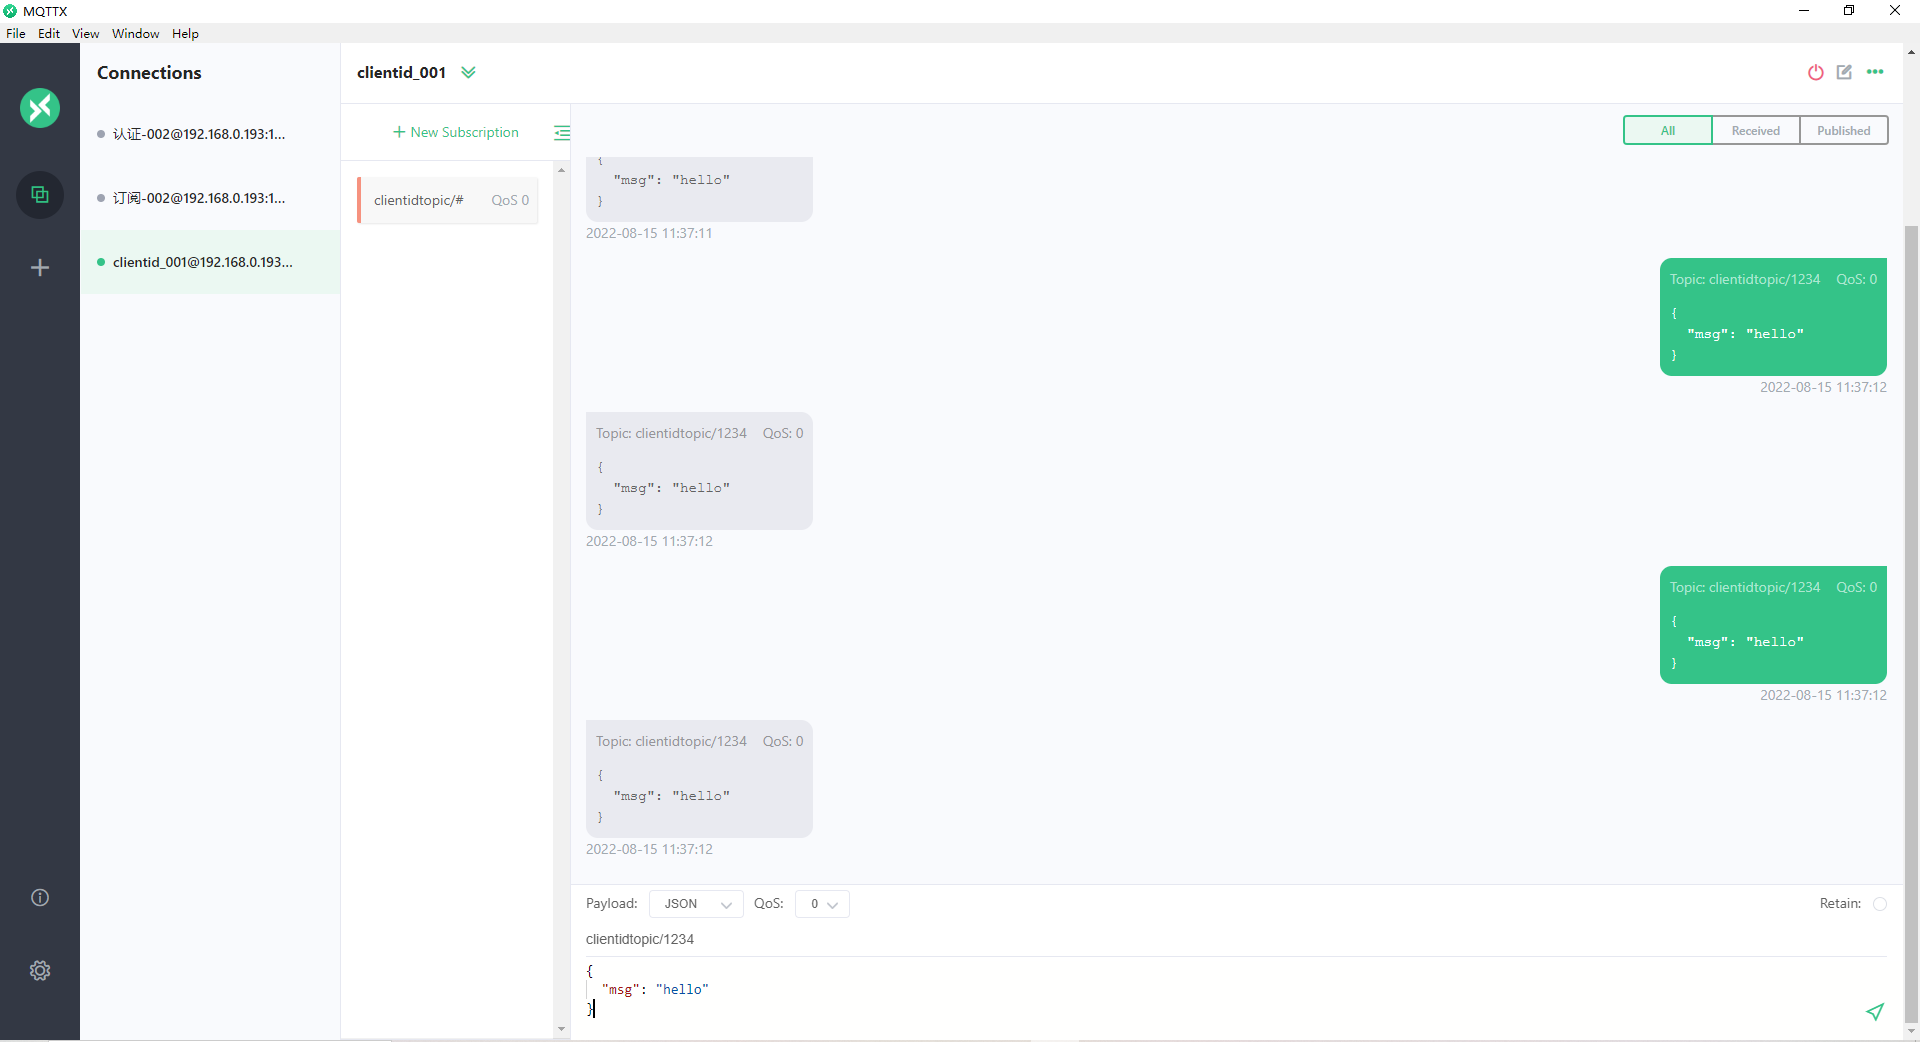 MQTTX
File Edit View Window Help
Connections
认证-002@192.168.0.193:1...
订阅-002@192.168.0.193:1...
clientid_001@192.168.0.193...
clientid_001
+ New Subscription
clientidtopic/# QoS 0
All Received Published
{
"msg": "hello"
}
2022-08-15 11:37:11
Topic: clientidtopic/1234 QoS: 0
{
"msg": "hello"
}
2022-08-15 11:37:12
Topic: clientidtopic/1234 QoS: 0
{
"msg": "hello"
}
2022-08-15 11:37:12
Topic: clientidtopic/1234 QoS: 0
{
"msg": "hello"
}
2022-08-15 11:37:12
Topic: clientidtopic/1234 QoS: 0
{
"msg": "hello"
}
2022-08-15 11:37:12
Payload: JSON QoS: 0 Retain:
clientidtopic/1234
{
"msg": "hello"
}